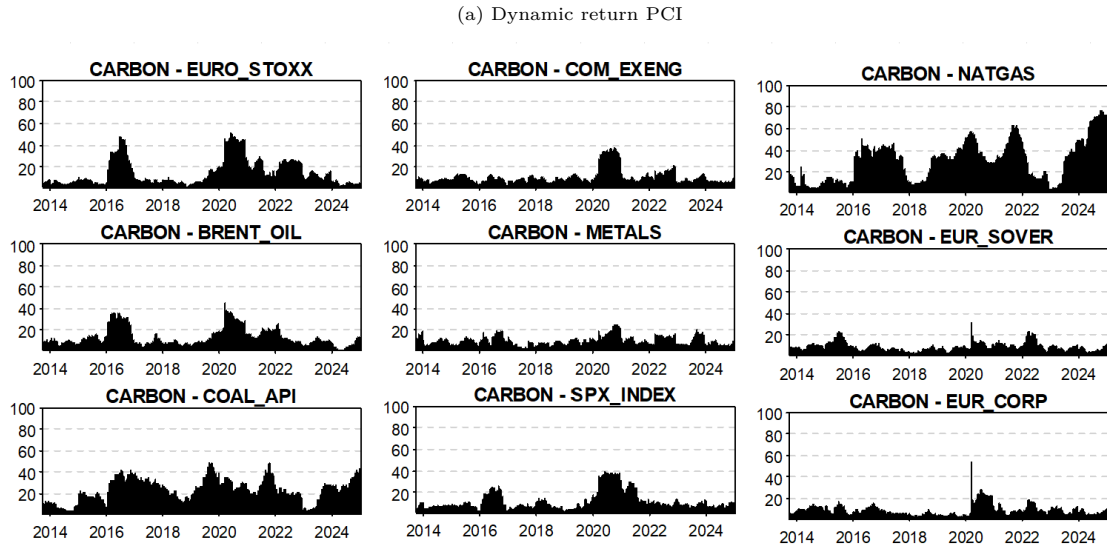 (a) Dynamic return PCI
CARBON - EURO_STOXX
100
80
60
40
20
2014 2016 2018 2020 2022 2024
CARBON - COM_EXENG
100
80
60
40
20
2014 2016 2018 2020 2022 2024
CARBON - NATGAS
100
80
60
40
20
2014 2016 2018 2020 2022 2024
CARBON - BRENT_OIL
100
80
60
40
20
2014 2016 2018 2020 2022 2024
CARBON - METALS
100
80
60
40
20
2014 2016 2018 2020 2022 2024
CARBON - EUR_SOVER
100
80
60
40
20
2014 2016 2018 2020 2022 2024
CARBON - COAL_API
100
80
60
40
20
2014 2016 2018 2020 2022 2024
CARBON - SPX_INDEX
100
80
60
40
20
2014 2016 2018 2020 2022 2024
CARBON - EUR_CORP
100
80
60
40
20
2014 2016 2018 2020 2022 2024